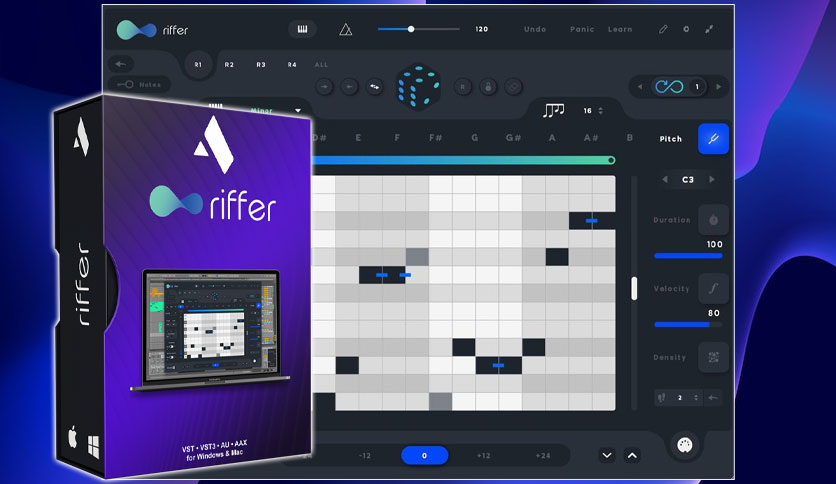 riffer
120
Undo
Panic
Learn
R1
R2
R3
R4
ALL
Notes
R
1
Minor
16
D#
E
F
F#
G
G#
A
A#
B
Pitch
C3
Duration
100
Velocity
80
Density
2
-12
0
+12
+24
riffer
riffer
VST • VST3 • AU • AAX
for Windows & Mac